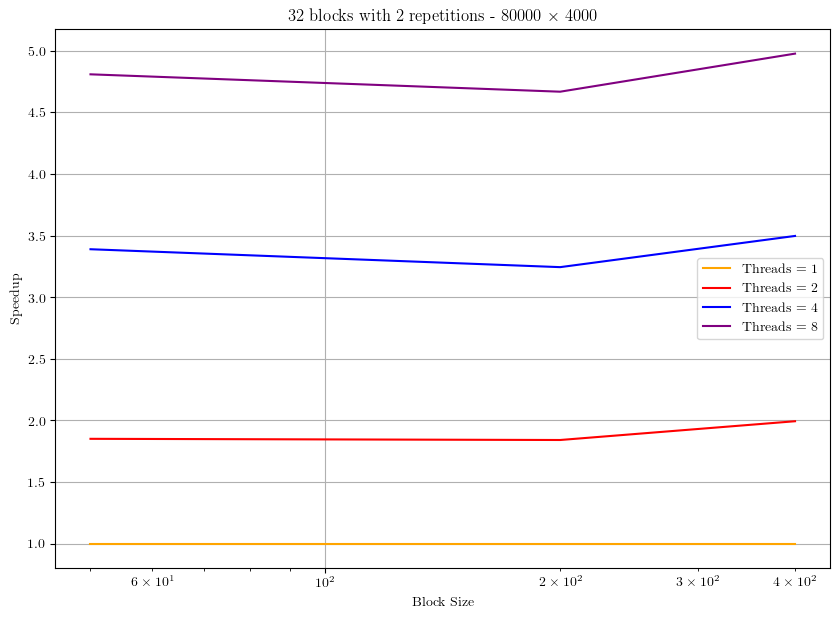 32 blocks with 2 repetitions - 80000 × 4000
5.0
4.5
4.0
3.5
3.0
2.5
2.0
1.5
1.0
Speedup
Threads = 1
Threads = 2
Threads = 4
Threads = 8
6 × 10¹
10²
2 × 10²
3 × 10²
4 × 10²
Block Size